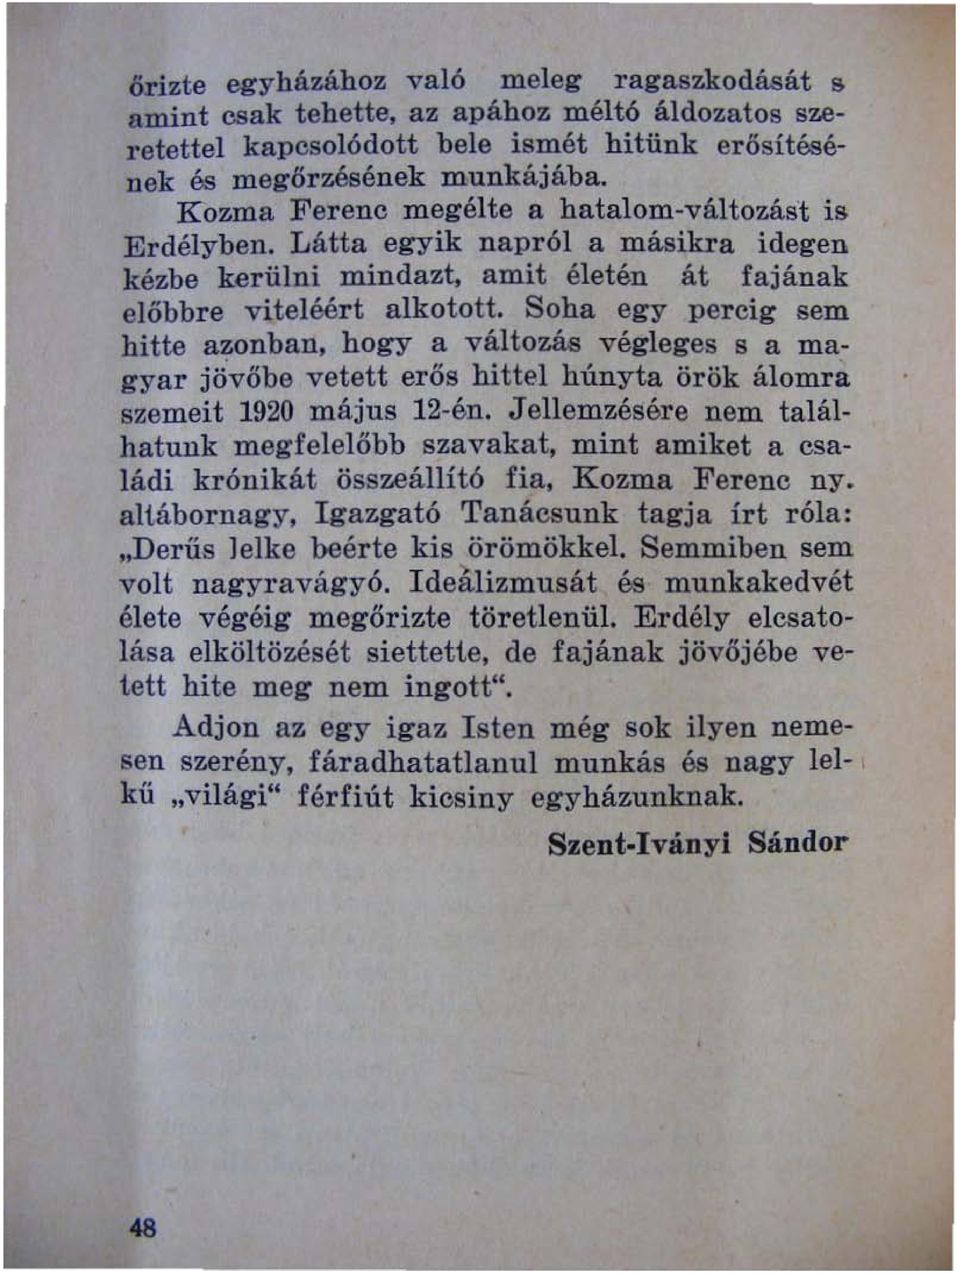 őrizte egyházához való meleg ragaszkodását s
amint csak tehette, az apához méltó áldozatos sze-
retettel kapcsolódott bele ismét hitünk erősítésé-
nek és megőrzésének munkájába.
Kozma Ferenc megélte a hatalom-változást is
Erdélyben. Látta egyik napról a másikra idegen
kézbe kerülni mindazt, amit életén át fajának
előbbre viteléért alkotott. Soha egy percig sem
hitte azonban, hogy a változás végleges s a ma-
gyar jövőbe vetett erős hittel húnyta örök álomra
szemeit 1920 május 12-én. Jellemzésére nem talál-
hatunk megfelelőbb szavakat, mint amiket a csa-
ládi krónikát összeállító fia, Kozma Ferenc ny.
altábornagy, Igazgató Tanácsunk tagja írt róla:
„Derűs lelke beérte kis örömökkel. Semmiben sem
volt nagyravágyó. Ideálizmusát és munkakedvét
élete végéig megőrizte töretlenül. Erdély elcsato-
lása elköltözését siettette, de fajának jövőjébe ve-
tett hite meg nem ingott“.
Adjon az egy igaz Isten még sok ilyen neme-
sen szerény, fáradhatatlanul munkás és nagy lel-
kű „világi“ férfiút kicsiny egyházunknak.
Szent-Iványi Sándor
48